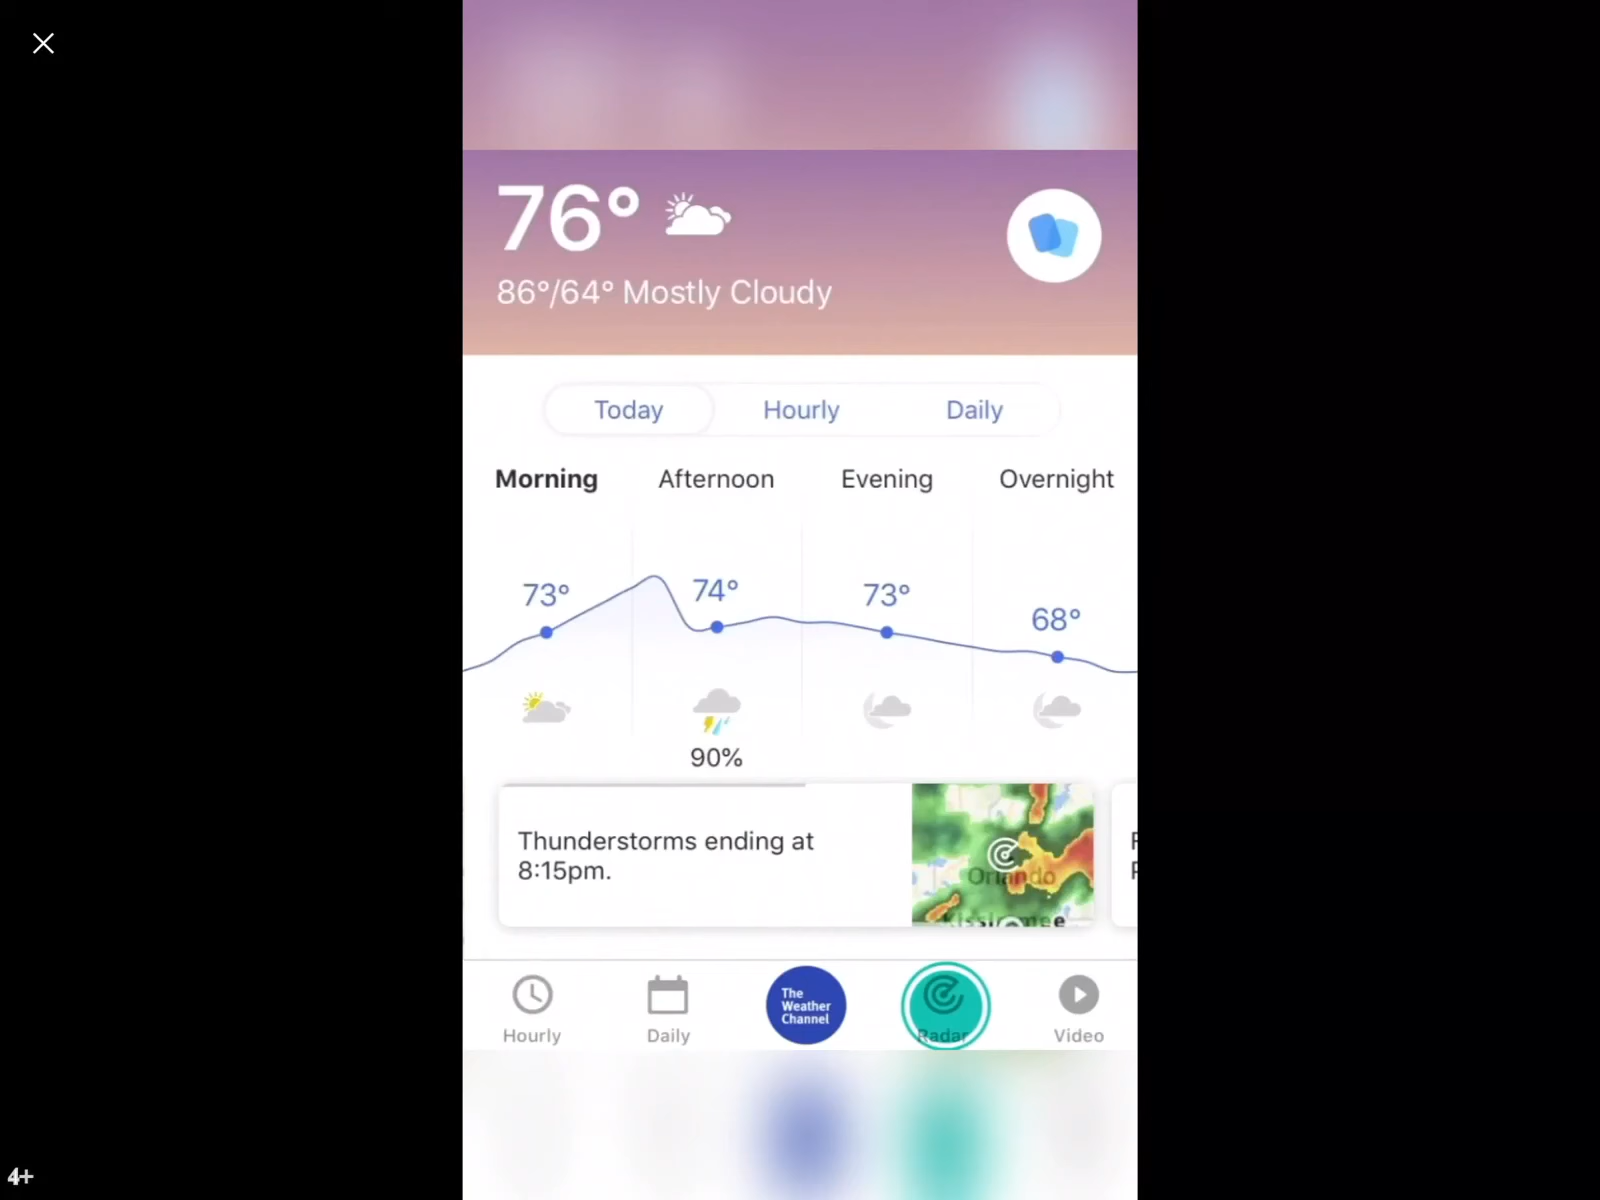 76°
86°/64° Mostly Cloudy
Today Hourly Daily
Morning Afternoon Evening Overnight
73° 74° 73° 68°
90%
Thunderstorms ending at
8:15pm.
Orlando
Kissimmee
The
Weather
Channel
Hourly Daily Radar Video
4+